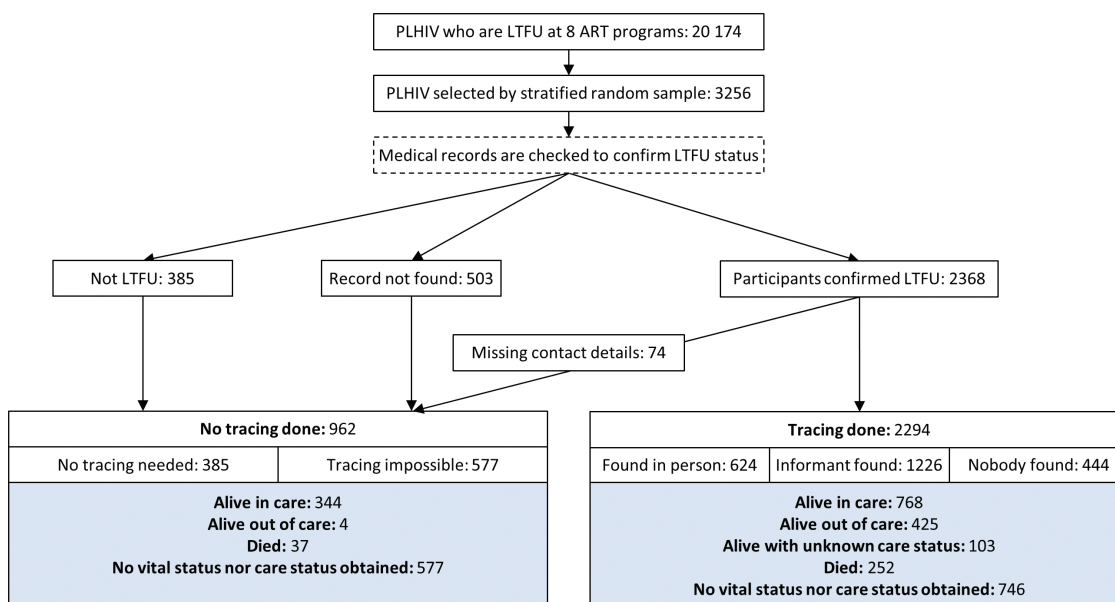 PLHIV who are LTFU at 8 ART programs: 20 174
PLHIV selected by stratified random sample: 3256
Medical records are checked to confirm LTFU status
Not LTFU: 385
Record not found: 503
Participants confirmed LTFU: 2368
Missing contact details: 74
No tracing done: 962
No tracing needed: 385
Tracing impossible: 577
Alive in care: 344
Alive out of care: 4
Died: 37
No vital status nor care status obtained: 577
Tracing done: 2294
Found in person: 624
Informant found: 1226
Nobody found: 444
Alive in care: 768
Alive out of care: 425
Alive with unknown care status: 103
Died: 252
No vital status nor care status obtained: 746